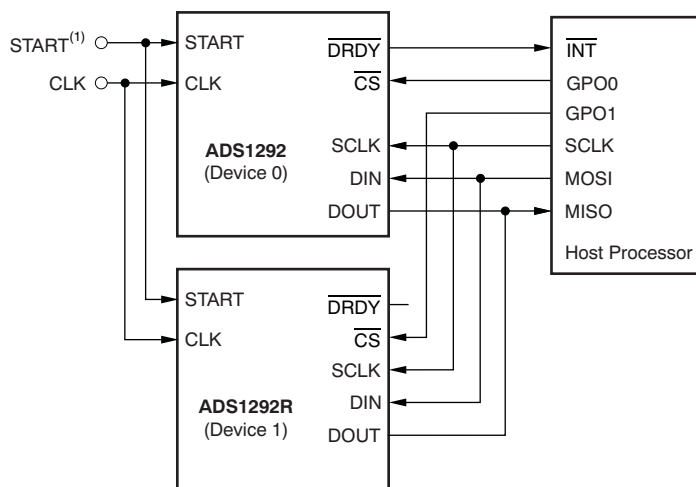 START(1)
CLK
START
CLK
ADS1292
(Device 0)
DRDY
CS
SCLK
DIN
DOUT
INT
GPO0
GPO1
SCLK
MOSI
MISO
Host Processor
START
CLK
ADS1292R
(Device 1)
DRDY
CS
SCLK
DIN
DOUT